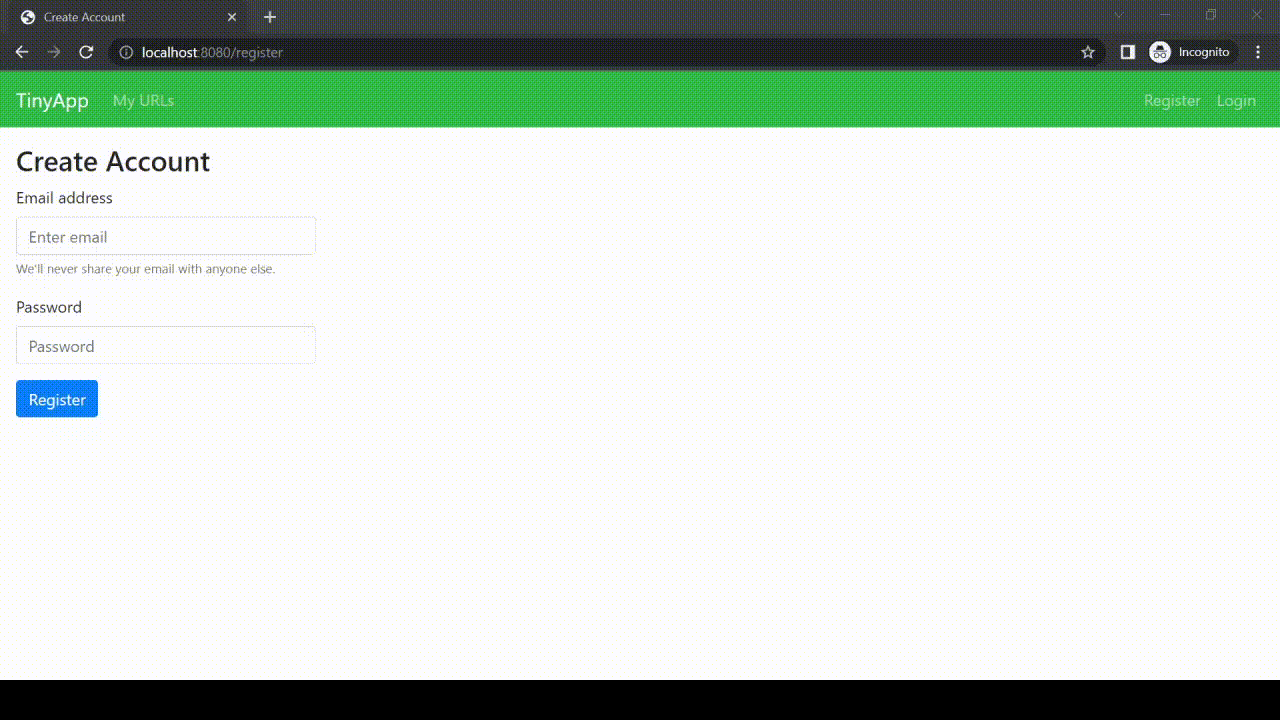 Create Account
localhost:8080/register
Incognito
TinyApp My URLs Register Login
Create Account
Email address
Enter email
We'll never share your email with anyone else.
Password
Password
Register